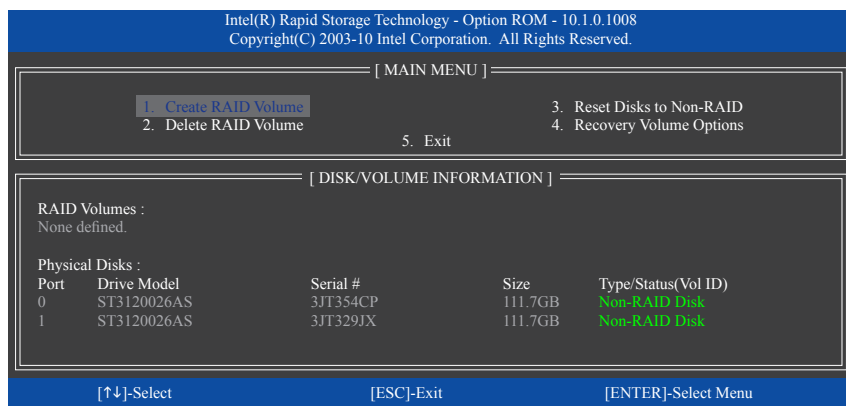 Intel(R) Rapid Storage Technology - Option ROM - 10.1.0.1008
Copyright(C) 2003-10 Intel Corporation. All Rights Reserved.
[ MAIN MENU ]
1. Create RAID Volume 3. Reset Disks to Non-RAID
2. Delete RAID Volume 4. Recovery Volume Options
5. Exit
[ DISK/VOLUME INFORMATION ]
RAID Volumes :
None defined.
Physical Disks :
Port Drive Model Serial # Size Type/Status(Vol ID)
0 ST3120026AS 3JT354CP 111.7GB Non-RAID Disk
1 ST3120026AS 3JT329JX 111.7GB Non-RAID Disk
[↑↓]-Select [ESC]-Exit [ENTER]-Select Menu